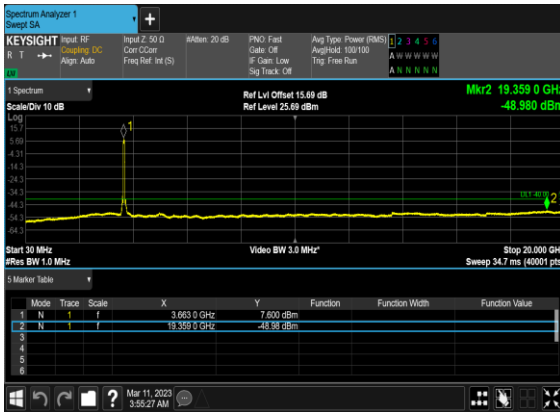 Spectrum Analyzer 1
Swept SA
KEYSIGHT Input: RF Input Z: 50 Ω #Atten: 20 dB PNO: Fast Avg Type: Power (RMS) 1 2 3 4 5 6
R T Coupling: DC Corr CCorr Gate: Off Avg|Hold: 100/100 A W W W W W
Align: Auto Freq Ref: Int (S) IF Gain: Low Trig: Free Run
LXI Sig Track: Off A N N N N N
1 Spectrum
Scale/Div 10 dB
Ref Lvl Offset 15.69 dB
Ref Level 25.69 dBm
Mkr2 19.359 0 GHz
-48.980 dBm
Log
15.7
5.69
-4.31
-14.3
-24.3
-34.3
-44.3
-54.3
-64.3
1
2
Start 30 MHz Video BW 3.0 MHz* Stop 20.000 GHz
#Res BW 1.0 MHz Sweep 34.7 ms (40001 pts)
5 Marker Table
Mode Trace Scale X Y Function Function Width Function Value
1 N 1 f 3.663 0 GHz 7.600 dBm
2 N 1 f 19.359 0 GHz -48.98 dBm
3
4
5
6
? Mar 11, 2023
3:55:27 AM